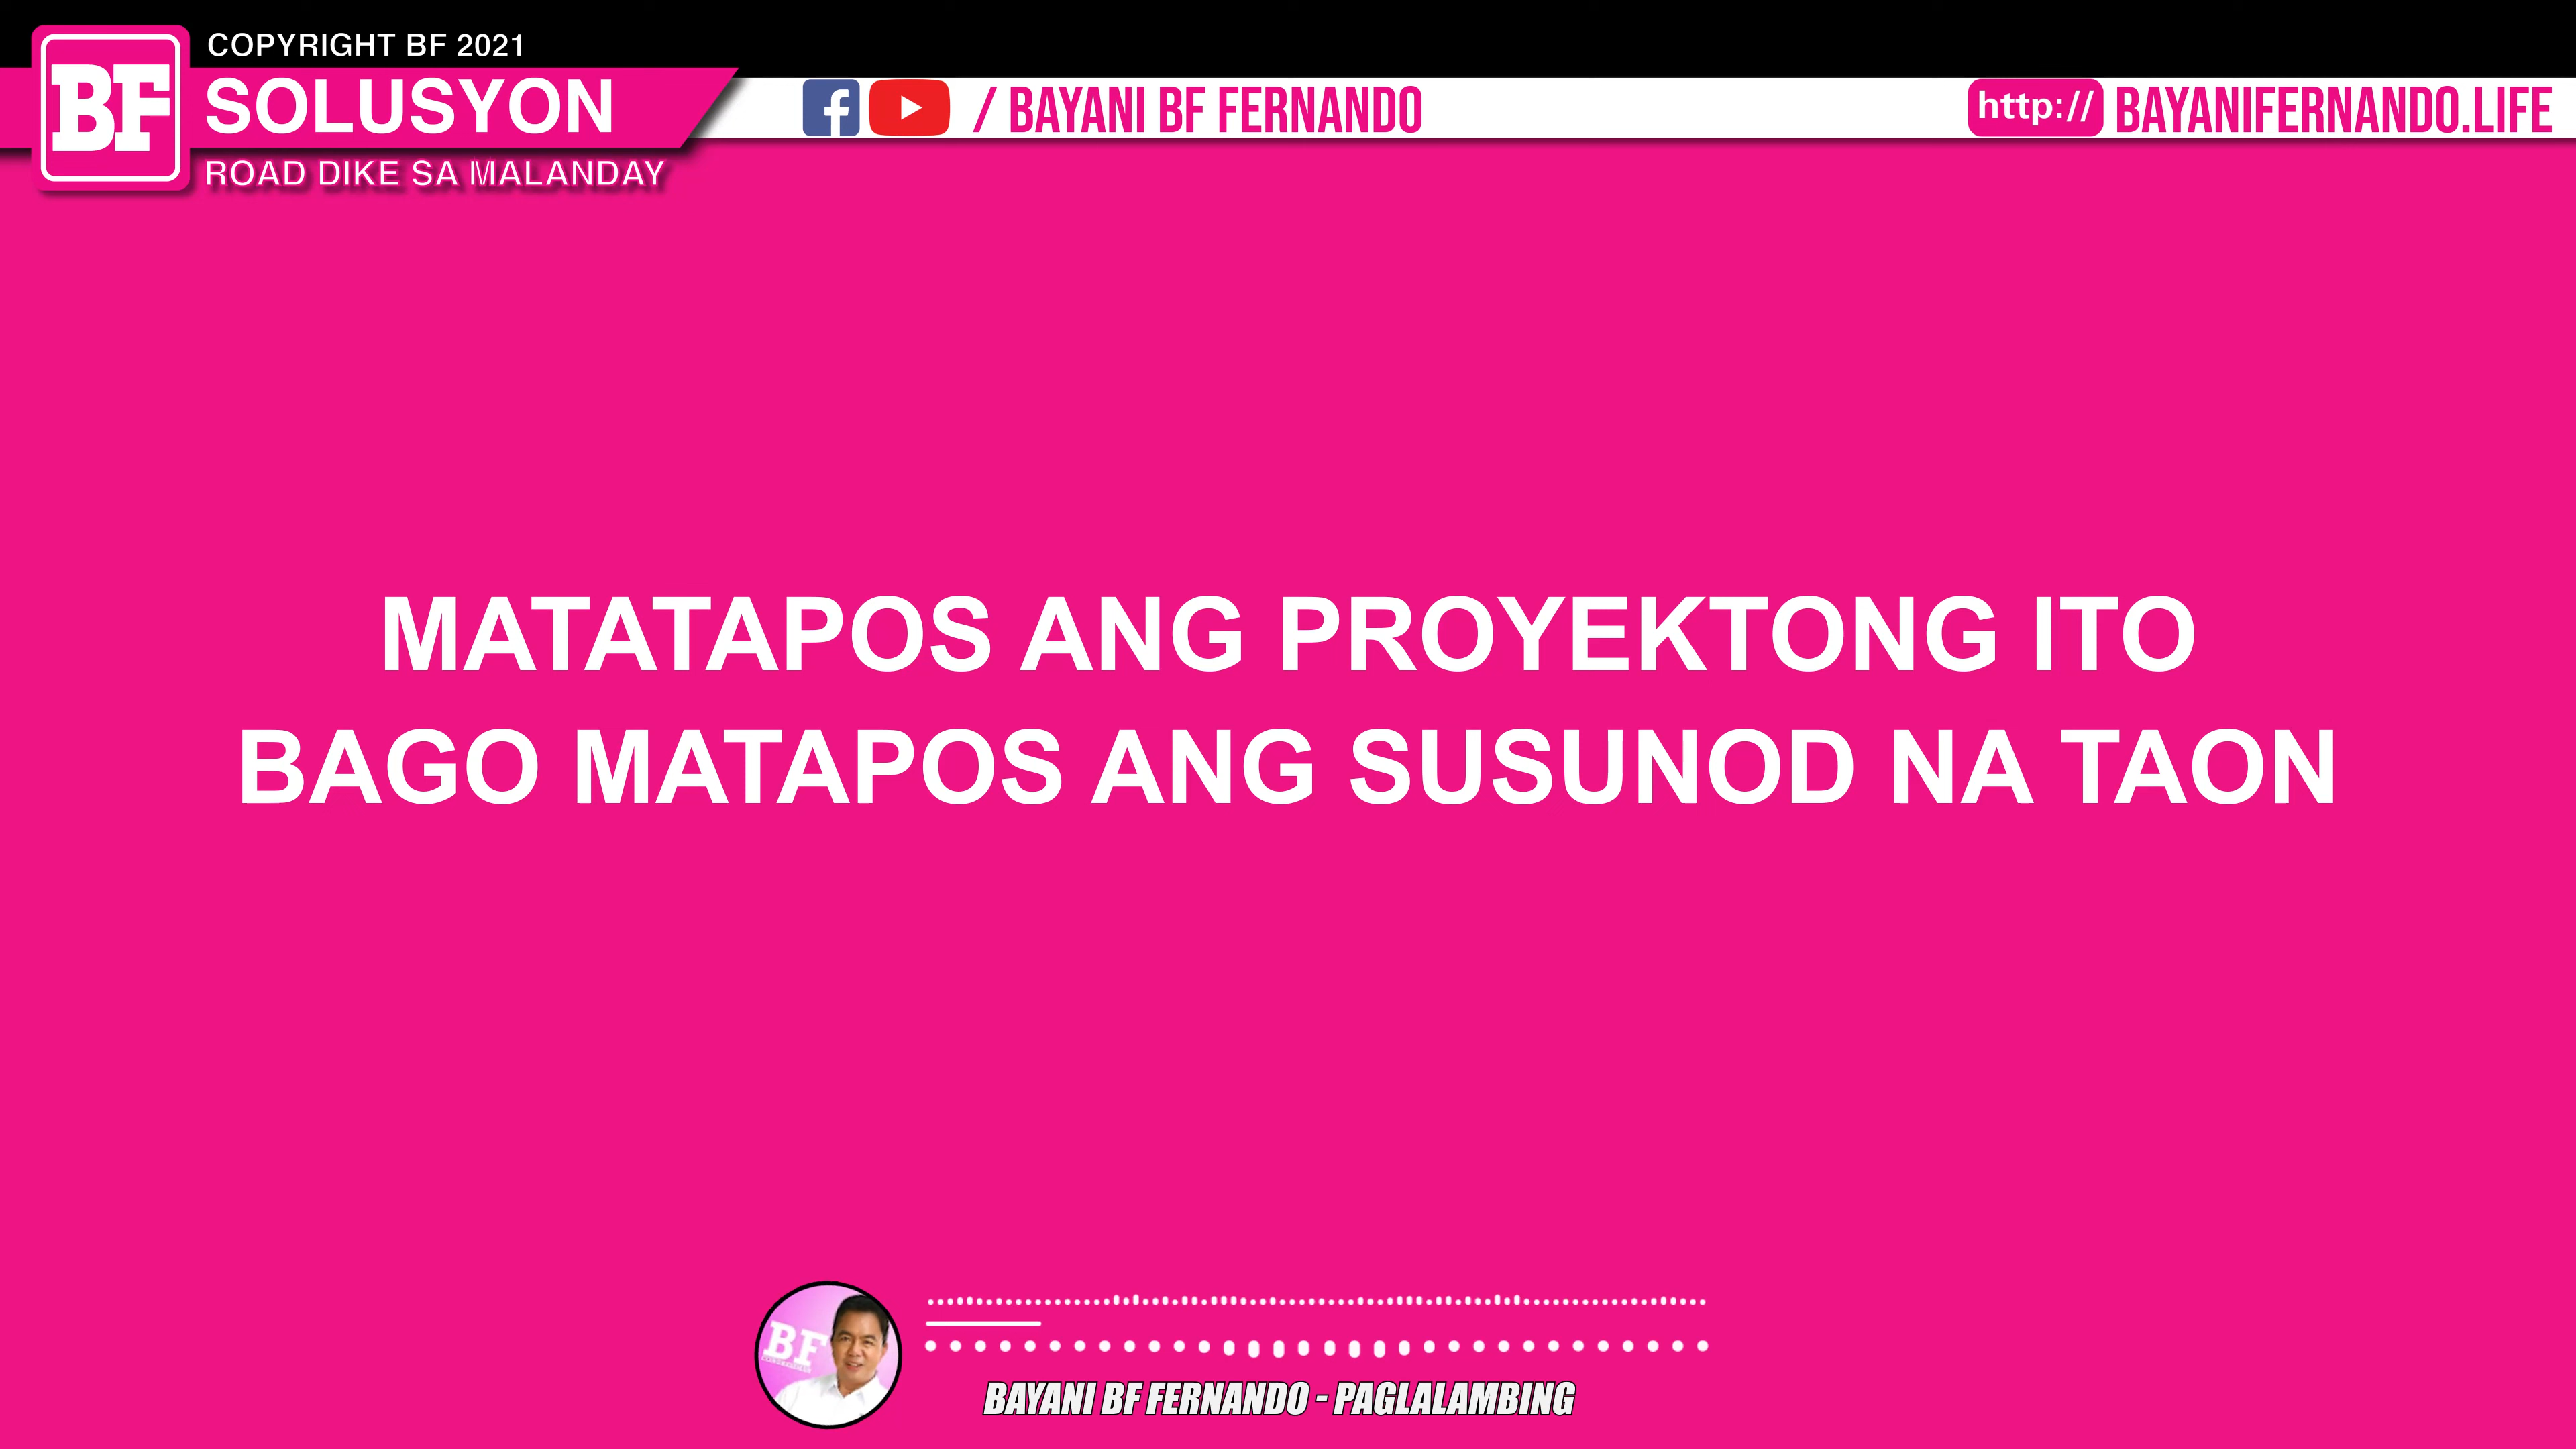 COPYRIGHT BF 2021
BF SOLUSYON
ROAD DIKE SA MALANDAY
/ BAYANI BF FERNANDO
http:// BAYANIFERNANDO.LIFE
MATATAPOS ANG PROYEKTONG ITO
BAGO MATAPOS ANG SUSUNOD NA TAON
BF
BAYANI BF FERNANDO - PAGLALAMBING